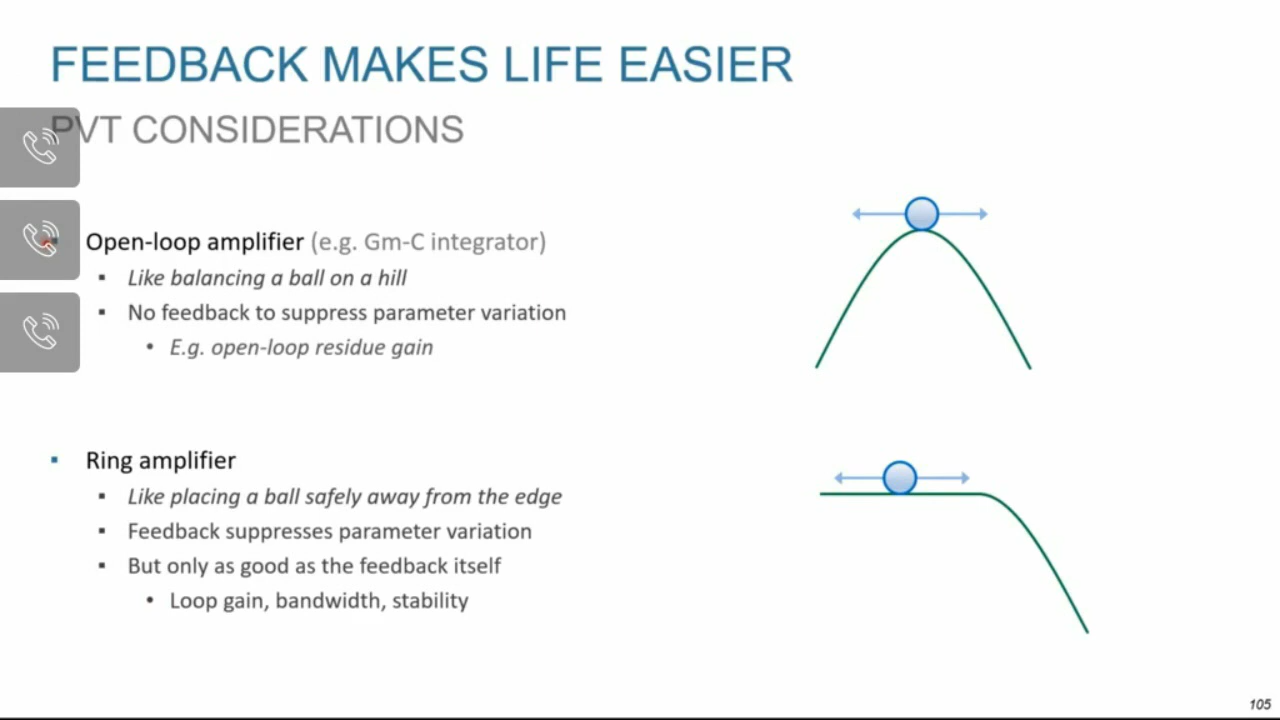 FEEDBACK MAKES LIFE EASIER
PVT CONSIDERATIONS
Open-loop amplifier (e.g. Gm-C integrator)
▪ Like balancing a ball on a hill
▪ No feedback to suppress parameter variation
• E.g. open-loop residue gain
▪ Ring amplifier
▪ Like placing a ball safely away from the edge
▪ Feedback suppresses parameter variation
▪ But only as good as the feedback itself
• Loop gain, bandwidth, stability
105